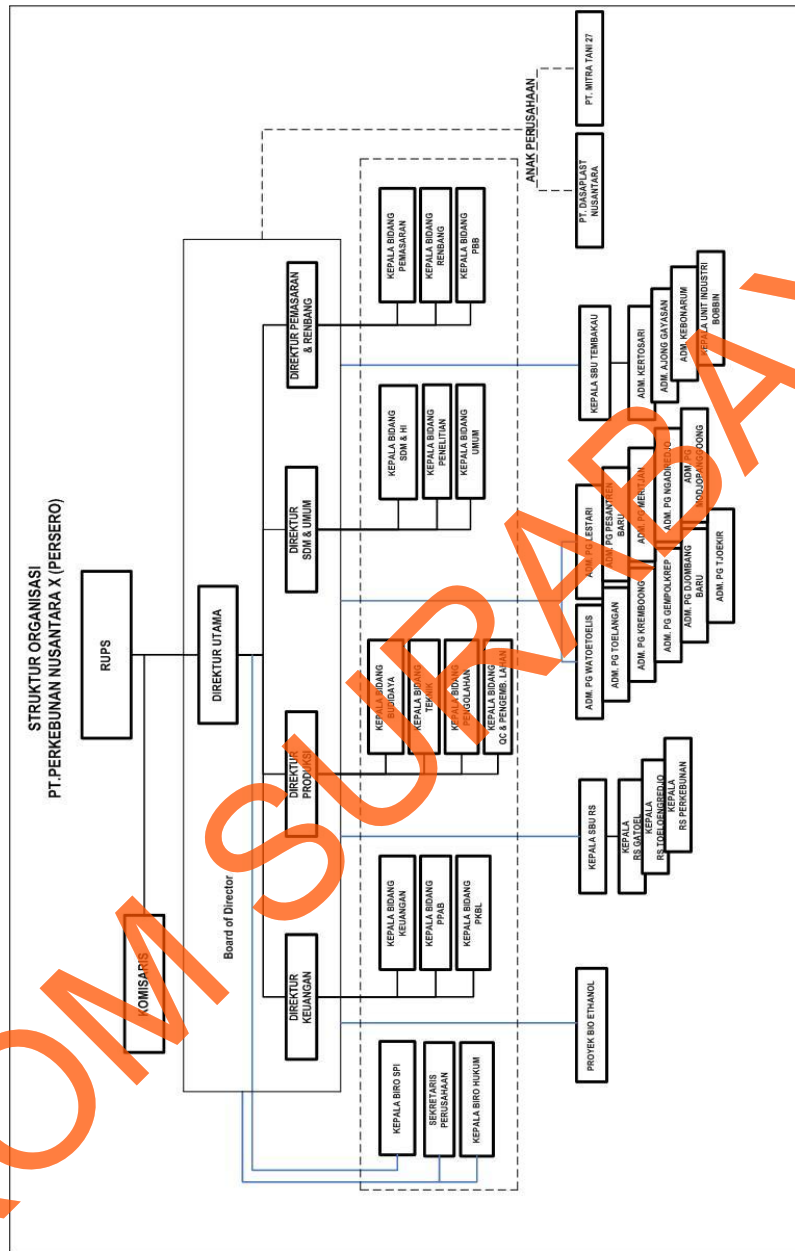 STRUKTUR ORGANISASI
PT.PERKEBUNAN NUSANTARA X (PERSERO)
RUPS
KOMISARIS
DIREKTUR UTAMA
Board of Director
DIREKTUR
KEUANGAN
DIREKTUR
PRODUKSI
DIREKTUR
SDM & UMUM
DIREKTUR PEMASARAN
& RENBANG
KEPALA BIRO SPI
SEKRETARIS
PERUSAHAAN
KEPALA BIRO HUKUM
KEPALA BIDANG
KEUANGAN
KEPALA BIDANG
PPAB
KEPALA BIDANG
PKBL
KEPALA BIDANG
BUDIDAYA
KEPALA BIDANG
TEKNIK
KEPALA BIDANG
PENGOLAHAN
KEPALA BIDANG
QC & PENGEMB. LAHAN
KEPALA BIDANG
SDM & HI
KEPALA BIDANG
PENELITIAN
KEPALA BIDANG
UMUM
KEPALA BIDANG
PEMASARAN
KEPALA BIDANG
RENBANG
KEPALA BIDANG
PBB
PROYEK BIO ETHANOL
KEPALA SBU RS
KEPALA
RS GATOEL
KEPALA
RS TOELOENGREDJO
KEPALA
RS PERKEBUNAN
ADM. PG WATOETOELIS
ADM. PG TOELANGAN
ADM. PG KREMBOONG
ADM. PG GEMPOLKREP
ADM. PG DJOMBANG
BARU
ADM. PG TJOEKIR
ADM. PG LESTARI
ADM. PG PESANTREN
BARU
ADM. PG MERITJAN
ADM. PG NGADIREDJO
ADM. PG
MODJOPANGGOONG
KEPALA SBU TEMBAKAU
ADM. KERTOSARI
ADM. AJONG GAYASAN
ADM. KEBONARUM
KEPALA UNIT INDUSTRI
BOBBIN
ANAK PERUSAHAAN
PT. DASAPLAST
NUSANTARA
PT. MITRA TANI 27
OM SURABAY